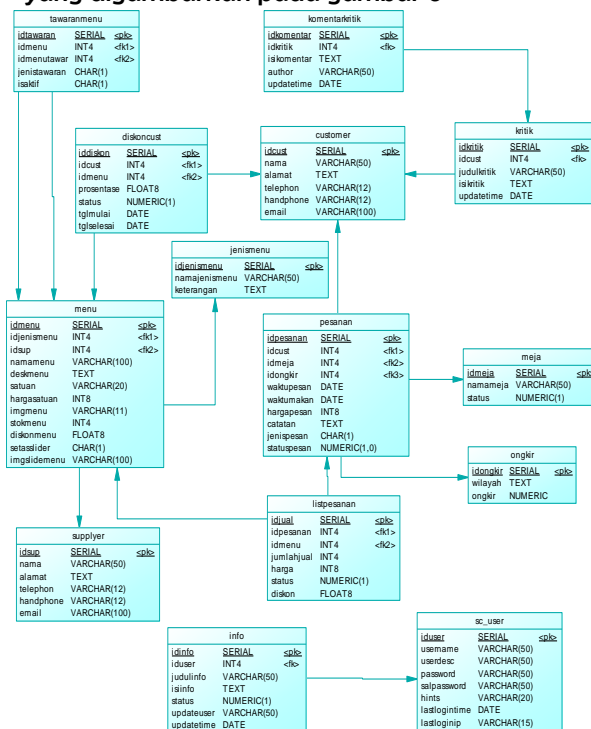 yang digambarkan pada gambar 6
tawaranmenu
idtawaran SERIAL <pk>
idmenu INT4 <fk1>
idmenutawar INT4 <fk2>
jenistawaran CHAR(1)
isaktif CHAR(1)
komentarkritik
idkomentar SERIAL <pk>
idkritik INT4 <fk>
isikomentar TEXT
author VARCHAR(50)
updatetime DATE
diskoncust
iddiskon SERIAL <pk>
idcust INT4 <fk1>
idmenu INT4 <fk2>
prosentase FLOAT8
status NUMERIC(1)
tglmulai DATE
tglselesai DATE
customer
idcust SERIAL <pk>
nama VARCHAR(50)
alamat TEXT
telephon VARCHAR(12)
handphone VARCHAR(12)
email VARCHAR(100)
kritik
idkritik SERIAL <pk>
idcust INT4 <fk>
judulkritik VARCHAR(50)
isikritik TEXT
updatetime DATE
jenismenu
idjenismenu SERIAL <pk>
namajenismenu VARCHAR(50)
keterangan TEXT
menu
idmenu SERIAL <pk>
idjenismenu INT4 <fk1>
idsup INT4 <fk2>
namamenu VARCHAR(100)
deskmenu TEXT
satuan VARCHAR(20)
hargasatuan INT8
imgmenu VARCHAR(11)
stokmenu INT4
diskonmenu FLOAT8
setasslider CHAR(1)
imgslidemenu VARCHAR(100)
pesanan
idpesanan SERIAL <pk>
idcust INT4 <fk1>
idmeja INT4 <fk2>
idongkir INT4 <fk3>
waktupesan DATE
waktumakan DATE
hargapesan INT8
catatan TEXT
jenispesan CHAR(1)
statuspesan NUMERIC(1,0)
meja
idmeja SERIAL <pk>
namameja VARCHAR(50)
status NUMERIC(1)
ongkir
idongkir SERIAL <pk>
wilayah TEXT
ongkir NUMERIC
listpesanan
idjual SERIAL <pk>
idpesanan INT4 <fk1>
idmenu INT4 <fk2>
jumlahjual INT4
harga INT8
status NUMERIC(1)
diskon FLOAT8
supplyer
idsup SERIAL <pk>
nama VARCHAR(50)
alamat TEXT
telephon VARCHAR(12)
handphone VARCHAR(12)
email VARCHAR(100)
info
idinfo SERIAL <pk>
iduser INT4 <fk>
judulinfo VARCHAR(50)
isiinfo TEXT
status NUMERIC(1)
updateuser VARCHAR(50)
updatetime DATE
sc_user
iduser SERIAL <pk>
username VARCHAR(50)
userdesc VARCHAR(50)
password VARCHAR(50)
salpassword VARCHAR(50)
hints VARCHAR(20)
lastlogintime DATE
lastloginip VARCHAR(15)